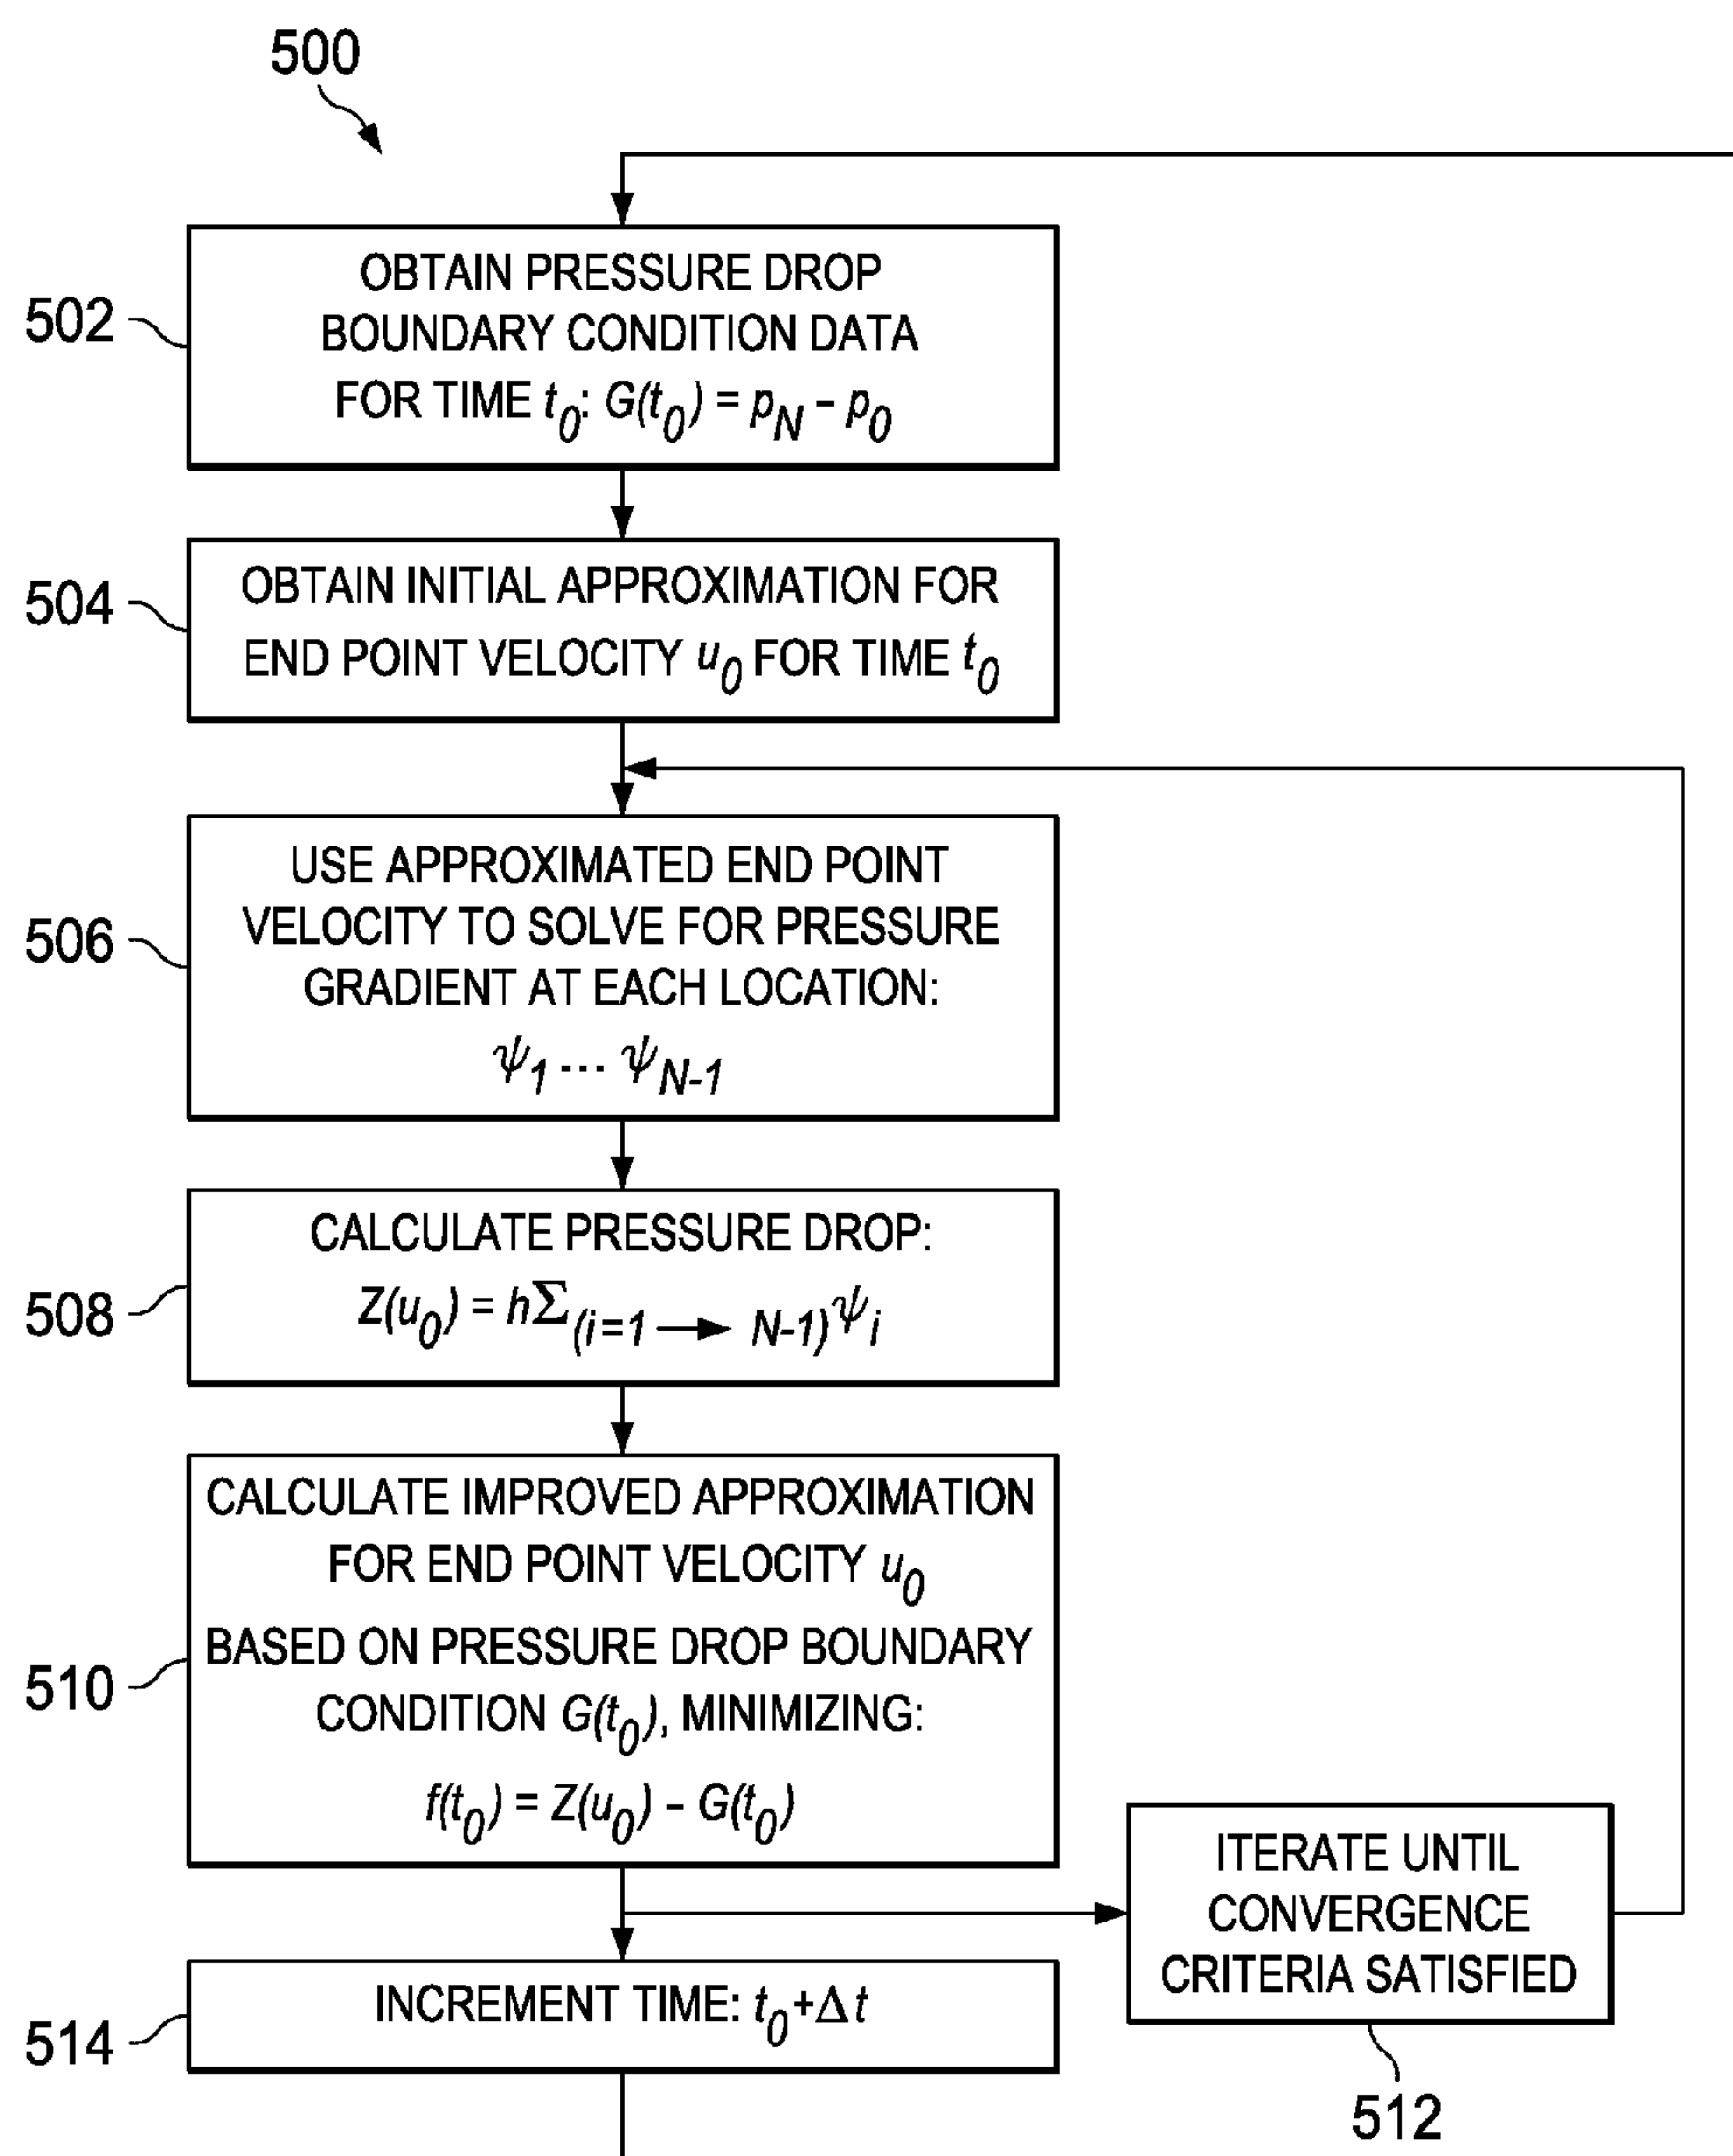 500
502
OBTAIN PRESSURE DROP
BOUNDARY CONDITION DATA
FOR TIME t₀: G(t₀) = p_N – p₀
504
OBTAIN INITIAL APPROXIMATION FOR
END POINT VELOCITY u₀ FOR TIME t₀
506
USE APPROXIMATED END POINT
VELOCITY TO SOLVE FOR PRESSURE
GRADIENT AT EACH LOCATION:
ψ₁ ... ψ_N-1
508
CALCULATE PRESSURE DROP:
Z(u₀) = hΣ(i=1 → N-1)ψ_i
510
CALCULATE IMPROVED APPROXIMATION
FOR END POINT VELOCITY u₀
BASED ON PRESSURE DROP BOUNDARY
CONDITION G(t₀), MINIMIZING:
f(t₀) = Z(u₀) – G(t₀)
ITERATE UNTIL
CONVERGENCE
CRITERIA SATISFIED
512
514
INCREMENT TIME: t₀+Δt